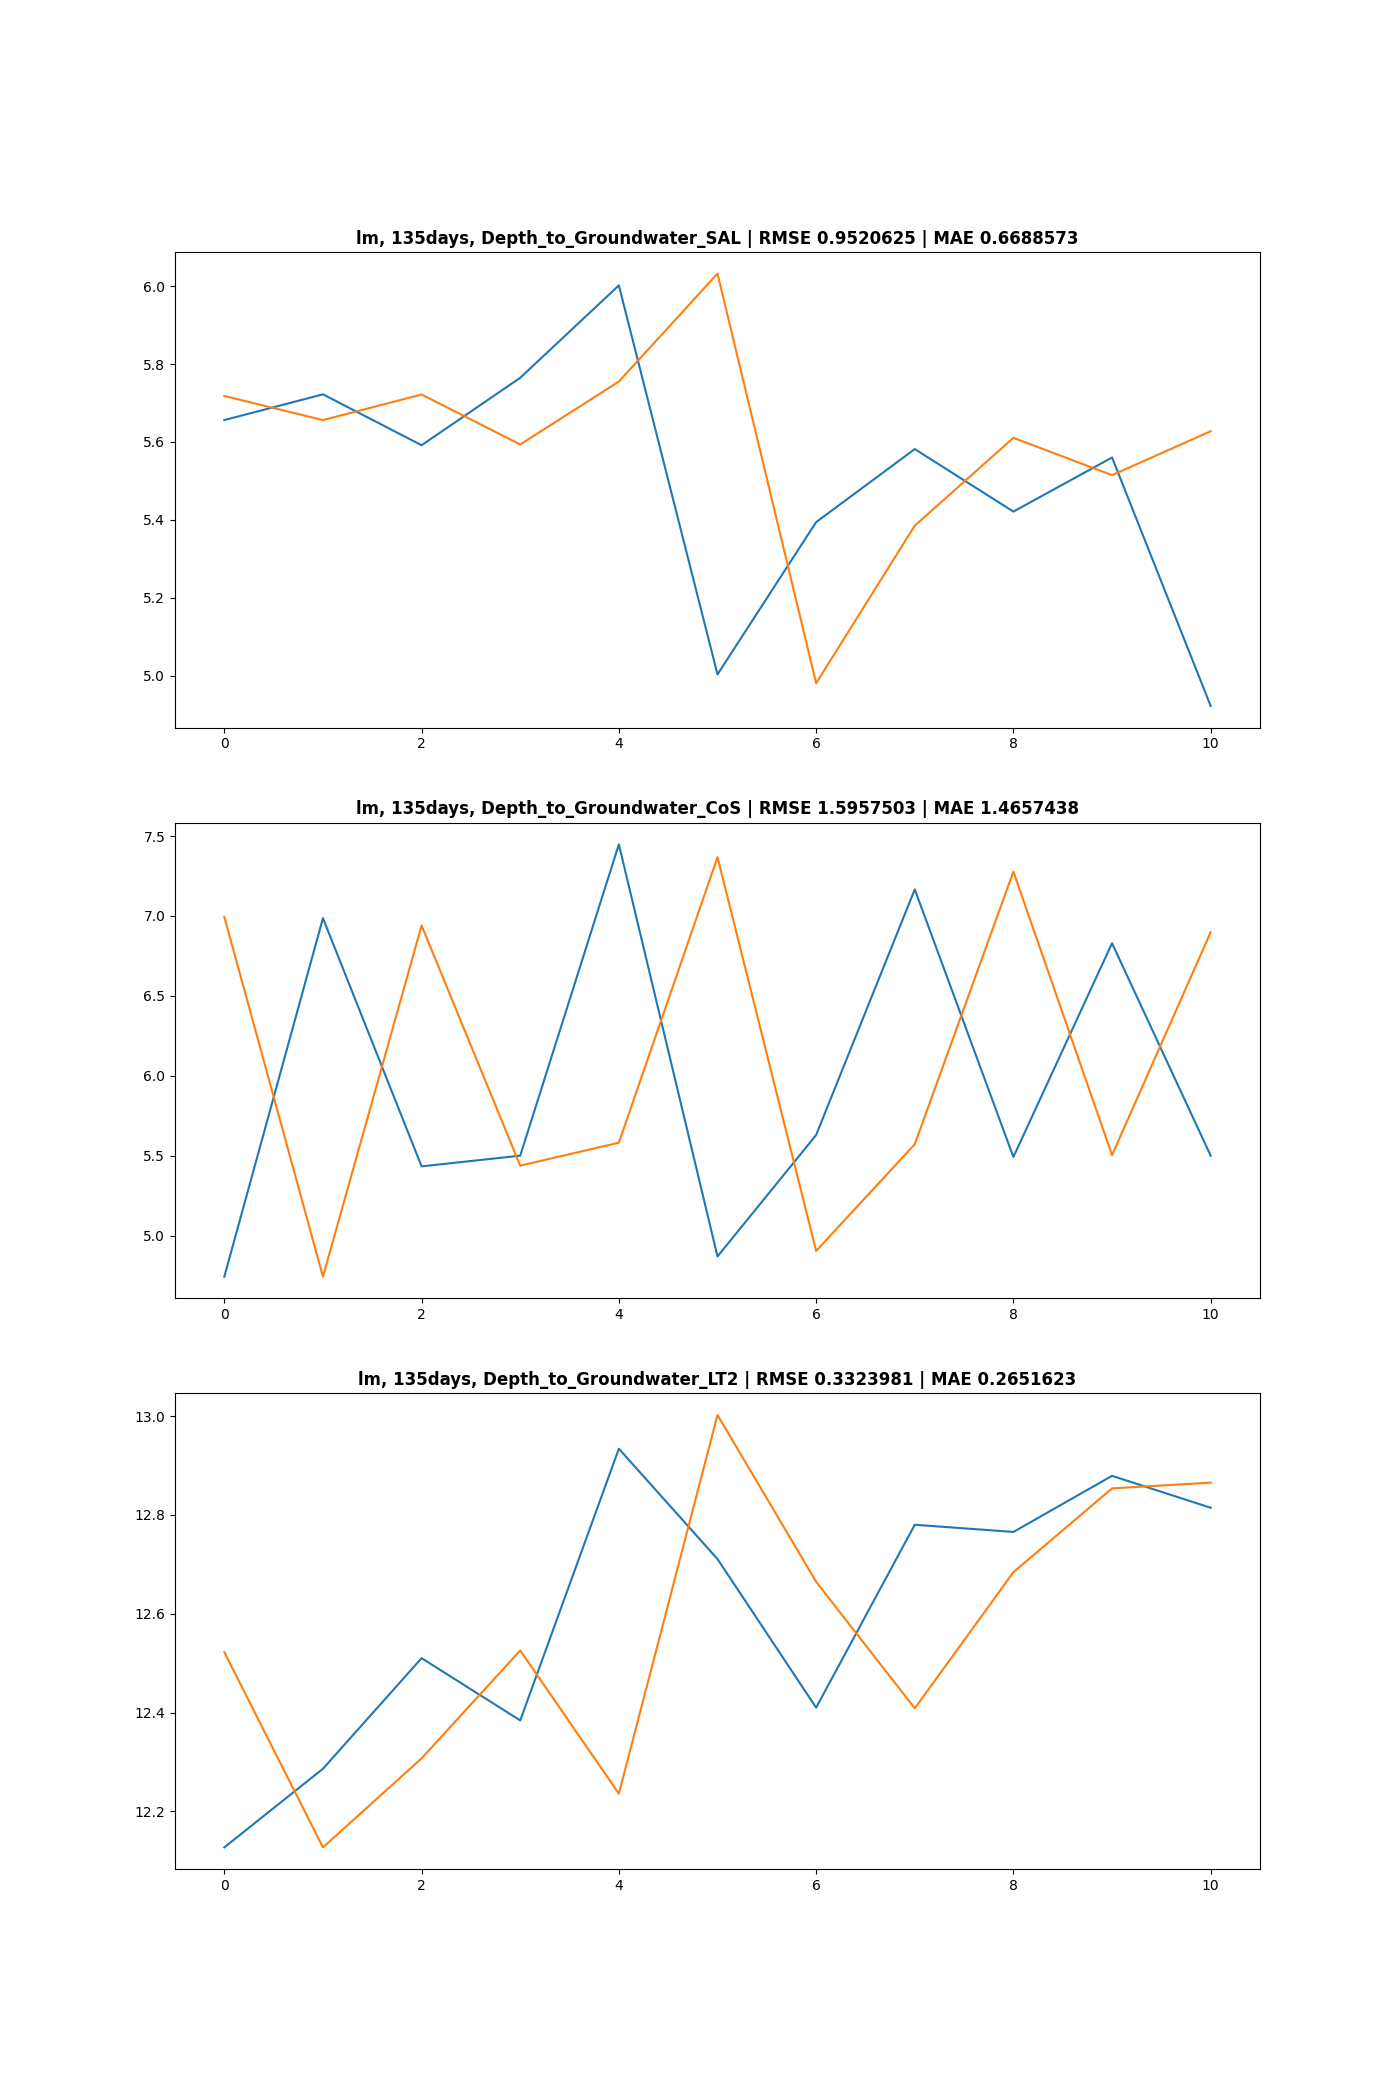 lm, 135days, Depth_to_Groundwater_SAL | RMSE 0.9520625 | MAE 0.6688573
6.0
5.8
5.6
5.4
5.2
5.0
0 2 4 6 8 10
lm, 135days, Depth_to_Groundwater_CoS | RMSE 1.5957503 | MAE 1.4657438
7.5
7.0
6.5
6.0
5.5
5.0
0 2 4 6 8 10
lm, 135days, Depth_to_Groundwater_LT2 | RMSE 0.3323981 | MAE 0.2651623
13.0
12.8
12.6
12.4
12.2
0 2 4 6 8 10